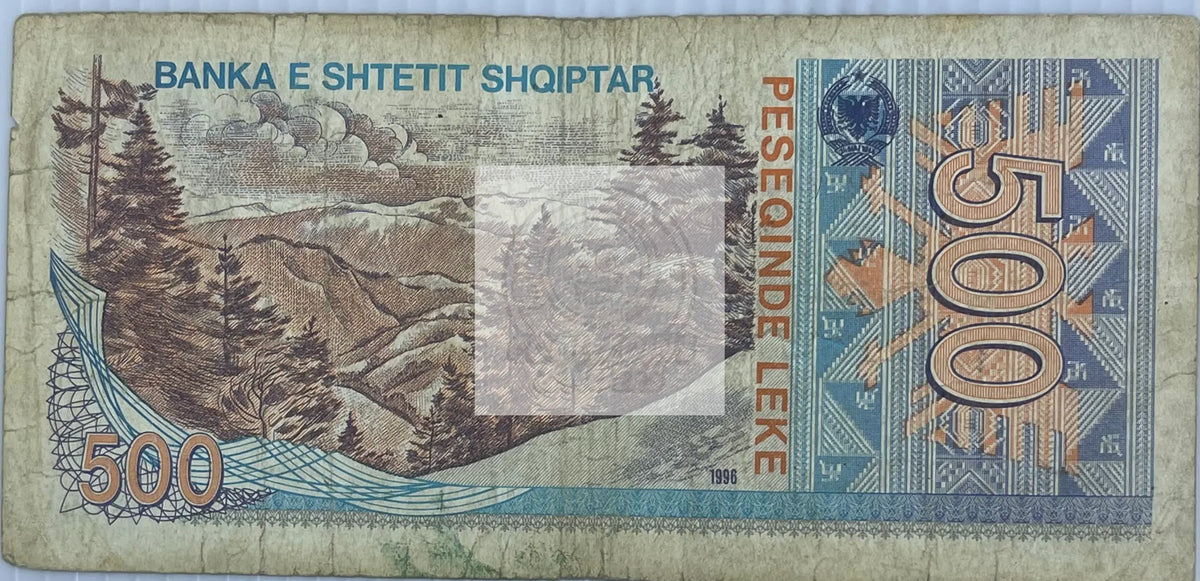 BANKA E SHTETIT SHQIPTAR
PESEQINDE LEKE
500
500
1996